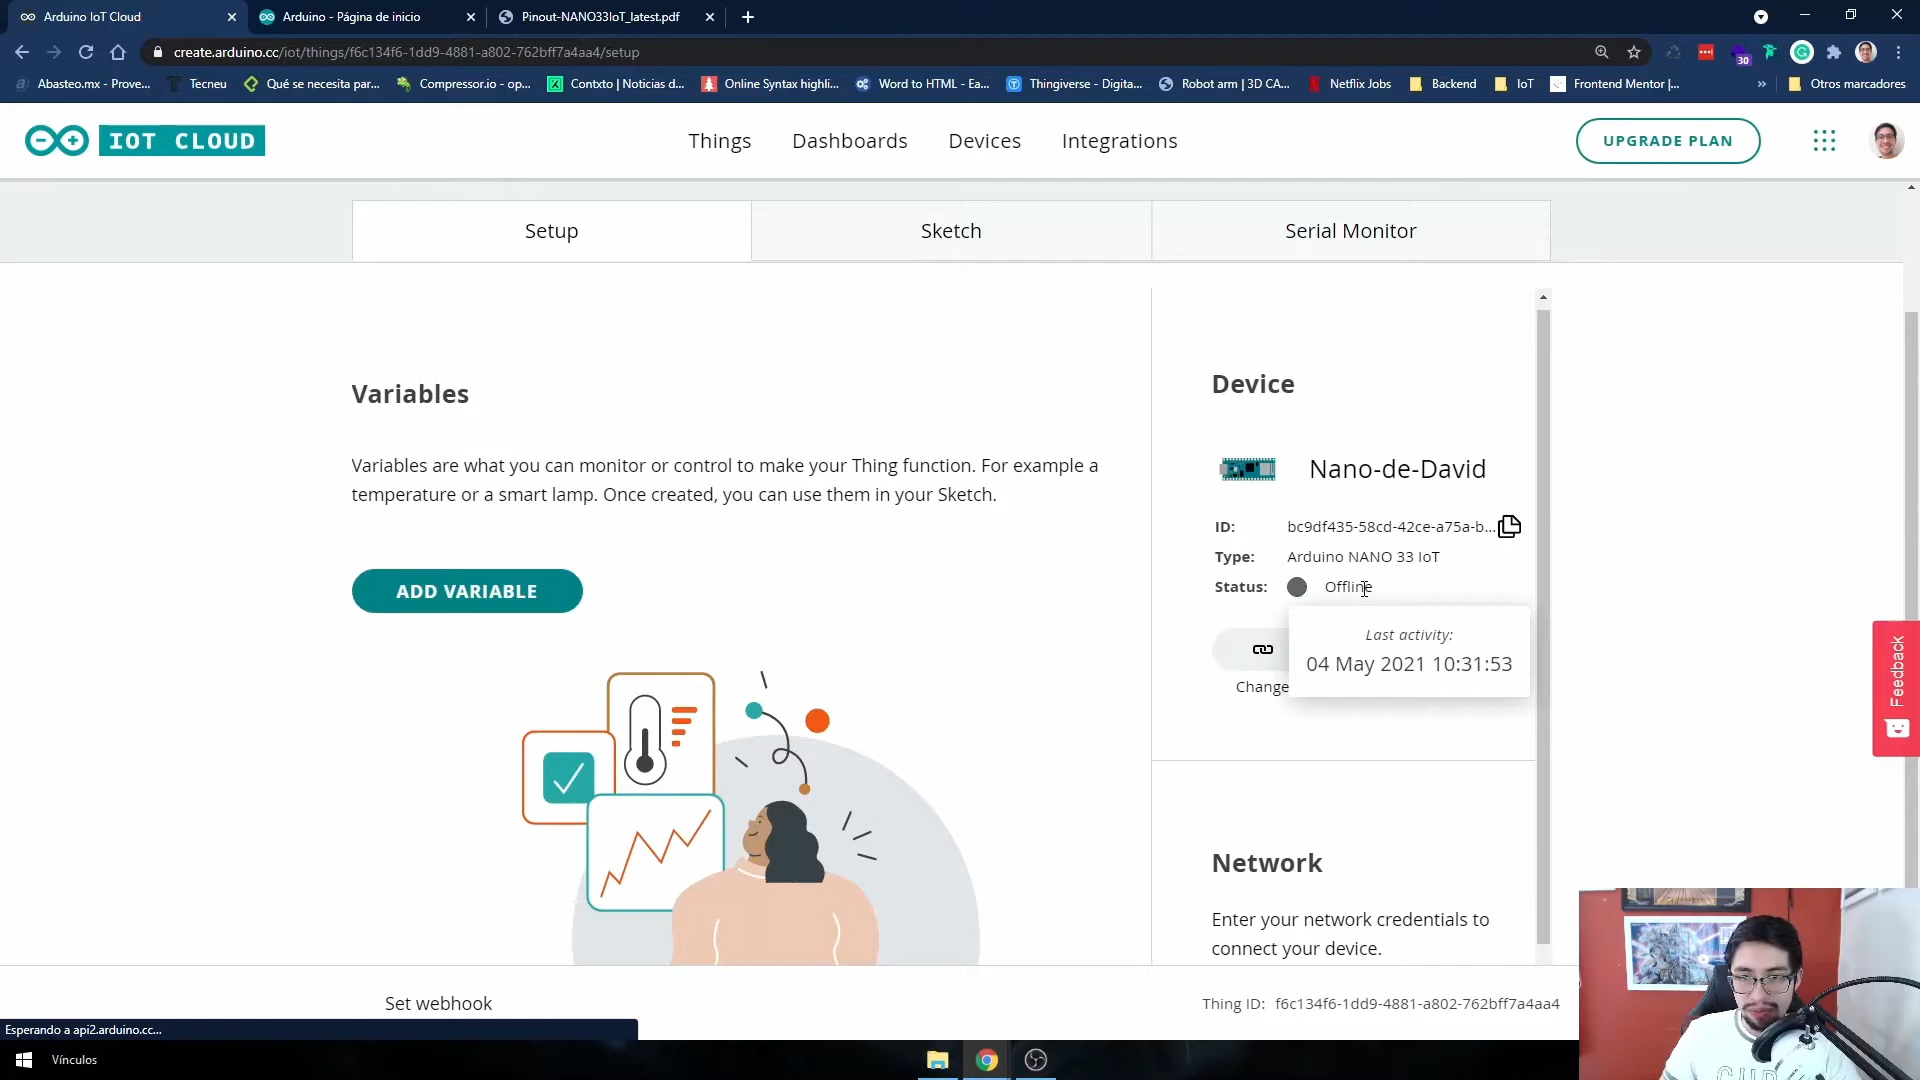 Arduino IoT Cloud
Arduino - Página de inicio
Pinout-NANO33IoT_latest.pdf
create.arduino.cc/iot/things/f6c134f6-1dd9-4881-a802-762bff7a4aa4/setup
30
Abasteo.mx - Prove...
Tecneu
Qué se necesita par...
Compressor.io - op...
Contxto | Noticias d...
Online Syntax highli...
Word to HTML - Ea...
Thingiverse - Digita...
Robot arm | 3D CA...
Netflix Jobs
Backend
IoT
Frontend Mentor |...
»
Otros marcadores
IOT CLOUD
Things
Dashboards
Devices
Integrations
UPGRADE PLAN
Setup
Sketch
Serial Monitor
Variables
Variables are what you can monitor or control to make your Thing function. For example a
temperature or a smart lamp. Once created, you can use them in your Sketch.
ADD VARIABLE
Device
Nano-de-David
ID: bc9df435-58cd-42ce-a75a-b...
Type: Arduino NANO 33 IoT
Status: Offline
Last activity:
04 May 2021 10:31:53
Change
Feedback
Network
Enter your network credentials to
connect your device.
Set webhook
Thing ID: f6c134f6-1dd9-4881-a802-762bff7a4aa4
Esperando a api2.arduino.cc...
Vínculos